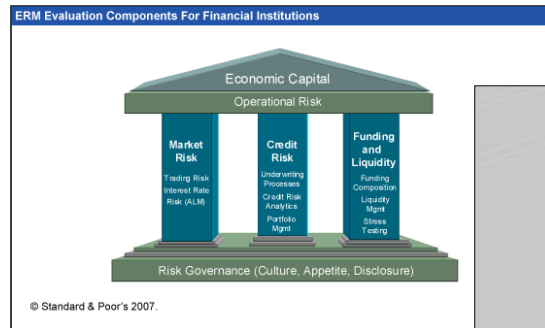 ERM Evaluation Components For Financial Institutions
Economic Capital
Operational Risk
Market
Risk
Trading Risk
Interest Rate
Risk (ALM)
Credit
Risk
Underwriting
Processes
Credit Risk
Analytics
Portfolio
Mgmt
Funding
and
Liquidity
Funding
Composition
Liquidity
Mgmt
Stress
Testing
Risk Governance (Culture, Appetite, Disclosure)
© Standard & Poor's 2007.